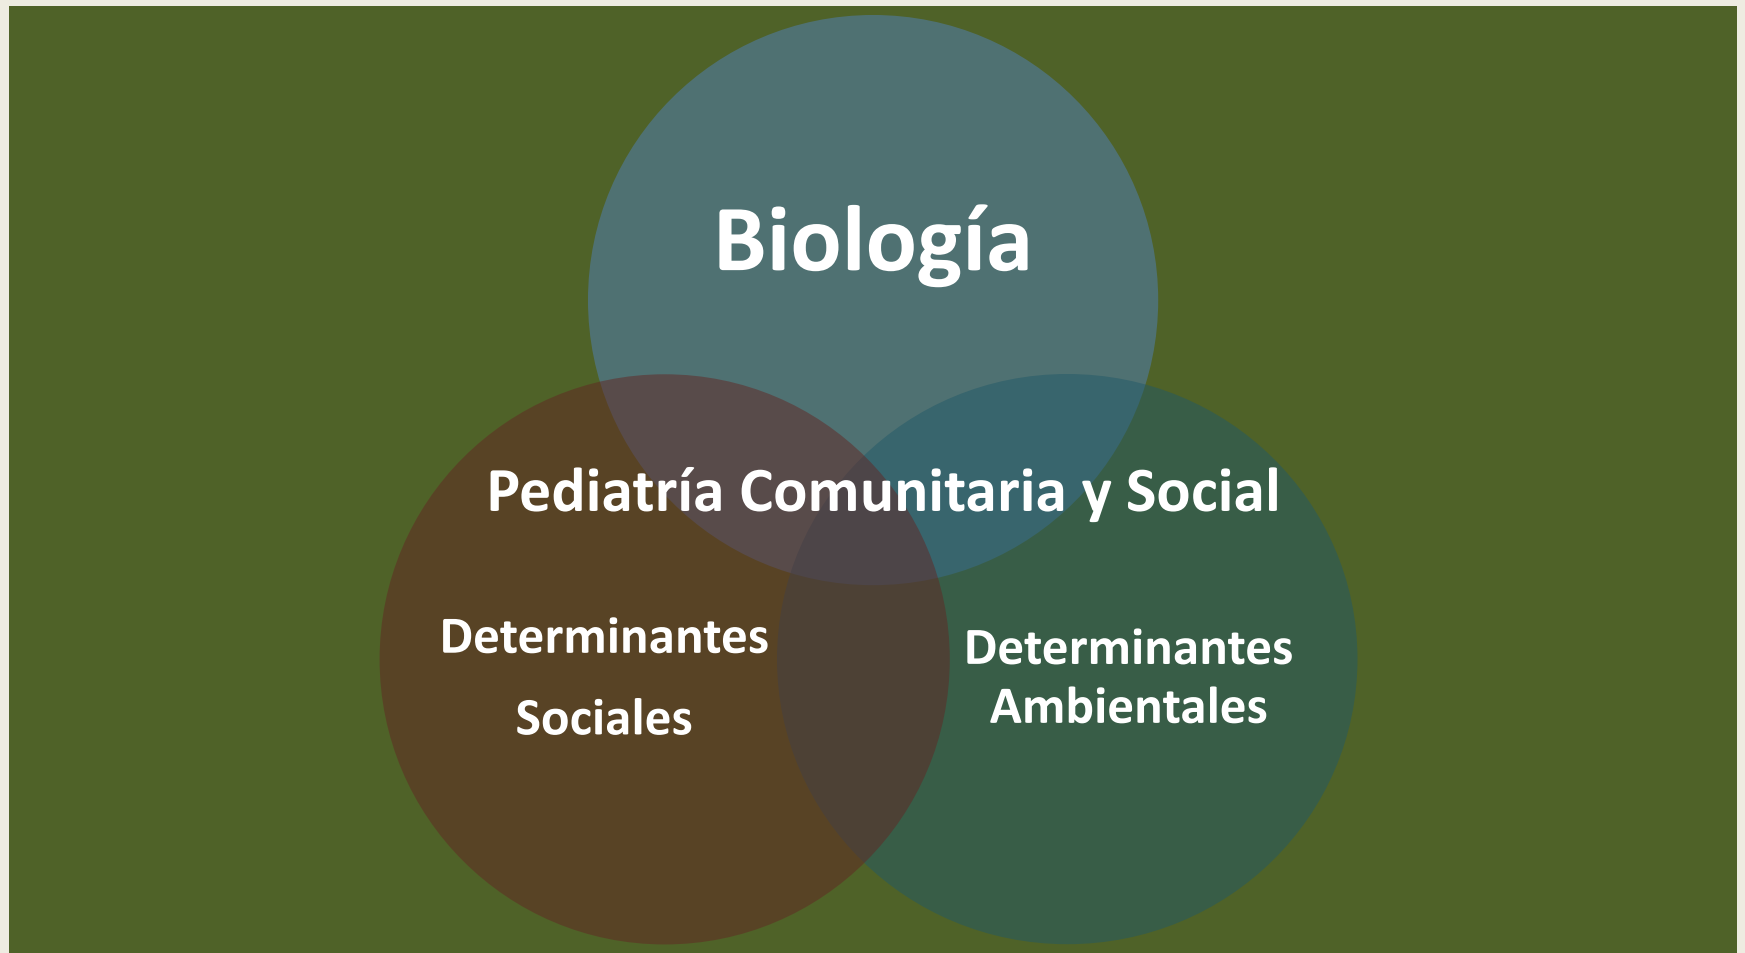 Biología
Pediatría Comunitaria y Social
Determinantes
Sociales
Determinantes
Ambientales